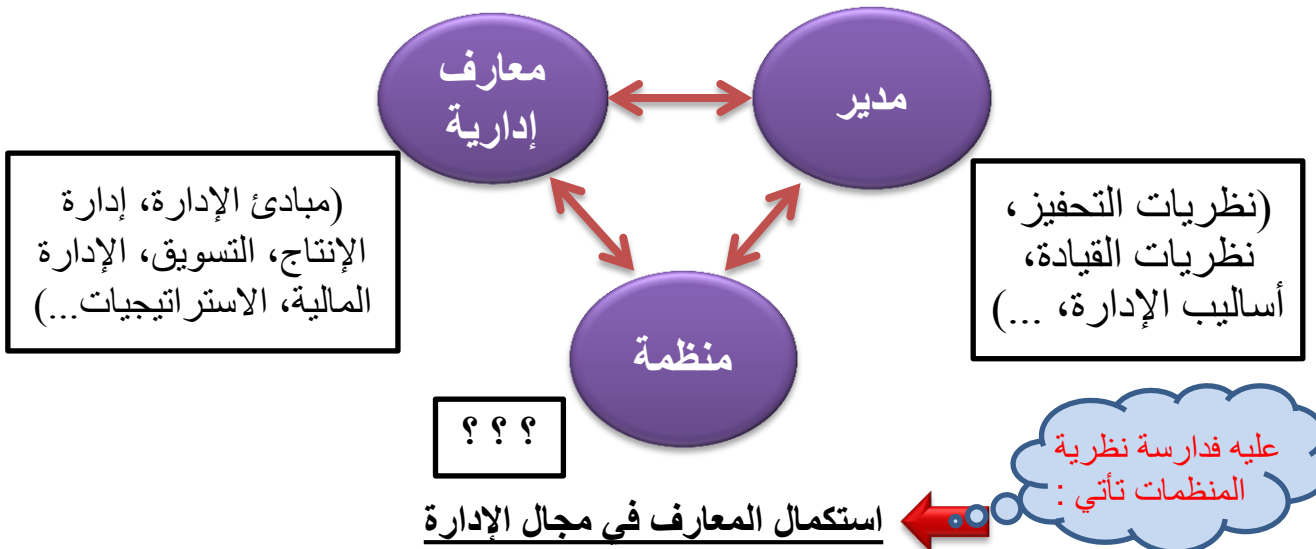 معارف
إدارية
مدير
(مبادئ الإدارة، إدارة
الإنتاج، التسويق، الإدارة
المالية، الاستراتيجيات...)
(نظريات التحفيز،
نظريات القيادة،
أساليب الإدارة، ...)
منظمة
؟ ؟ ؟
عليه فدارسة نظرية
المنظمات تأتي :
استكمال المعارف في مجال الإدارة